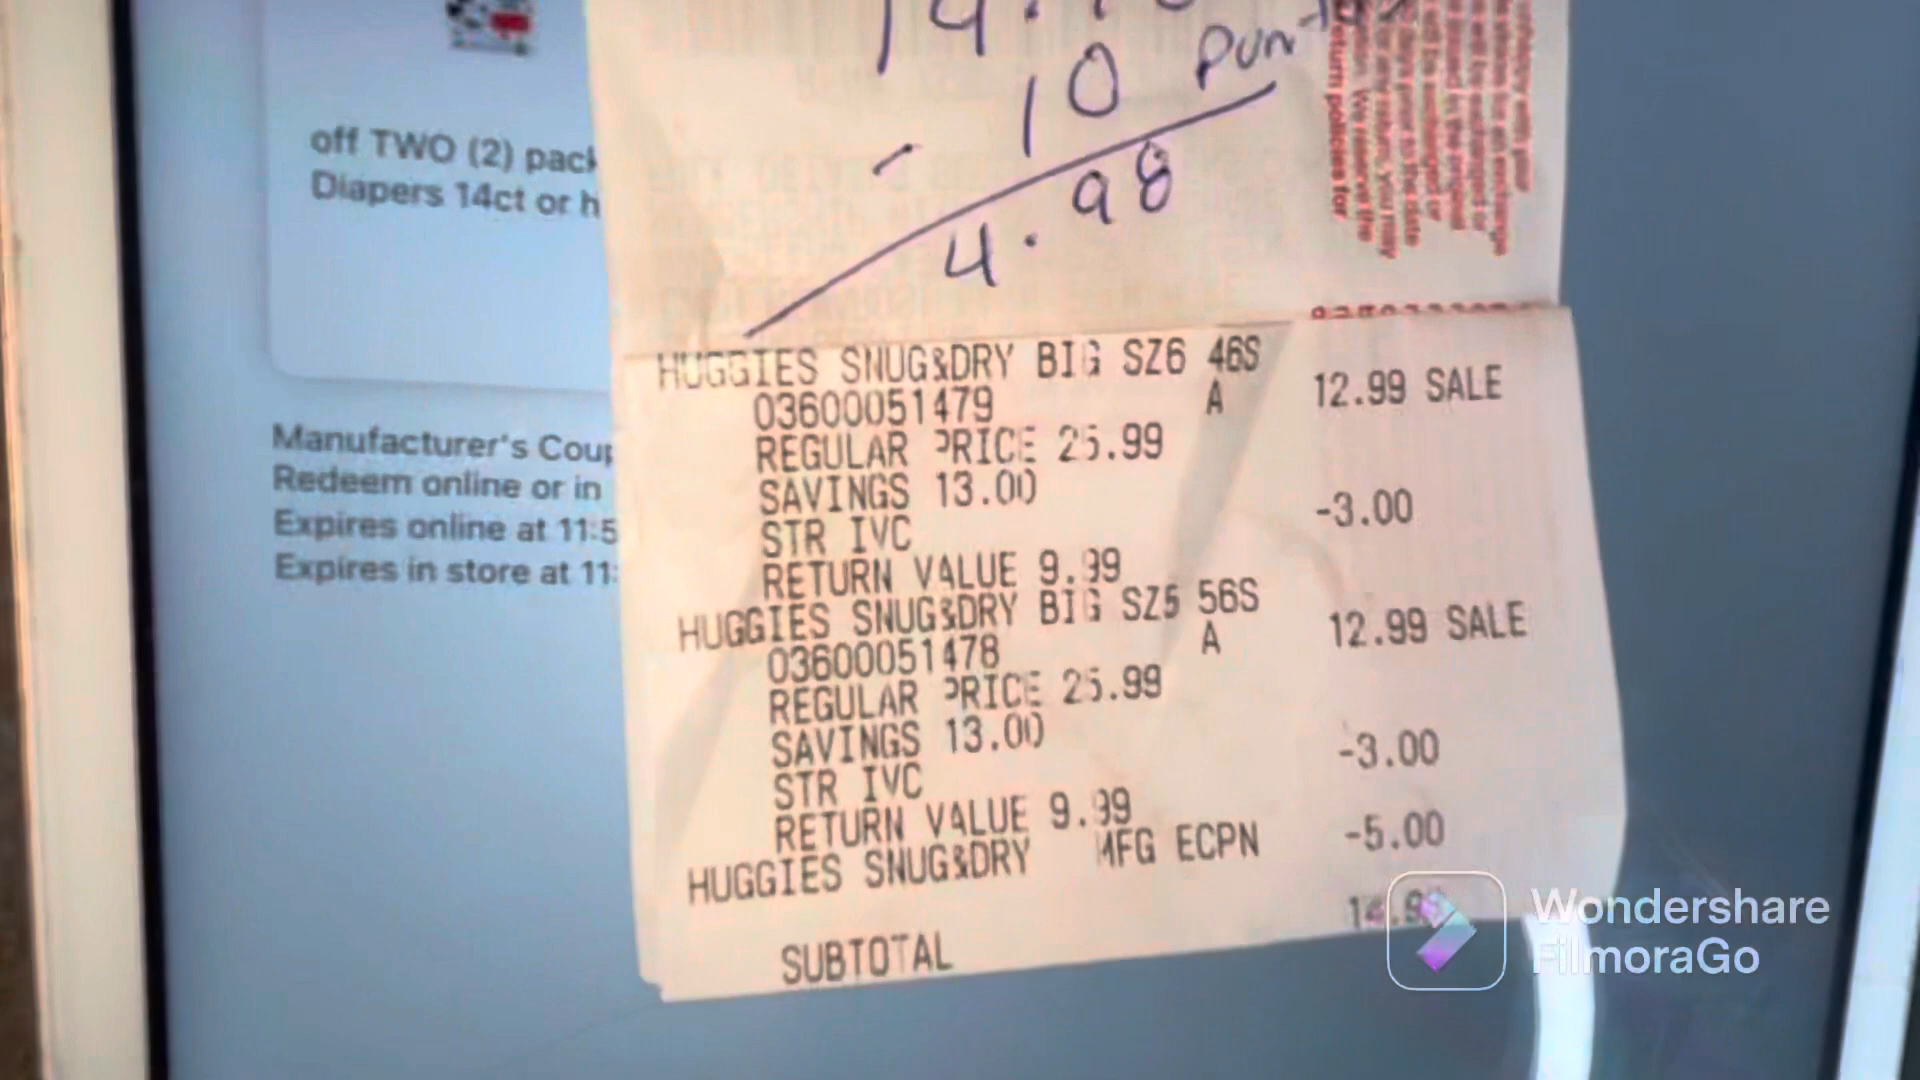 off TWO (2) pack
Diapers 14ct or h
Manufacturer's Coup
Redeem online or in
Expires online at 11:5
Expires in store at 11:
- 10
4.98
return policies for
HUGGIES SNUG&DRY BIG SZ6 46S
03600051479 A 12.99 SALE
REGULAR PRICE 25.99
SAVINGS 13.00
STR IVC -3.00
RETURN VALUE 9.99
HUGGIES SNUG&DRY BIG SZ5 56S
03600051478 A 12.99 SALE
REGULAR PRICE 25.99
SAVINGS 13.00
STR IVC -3.00
RETURN VALUE 9.99
HUGGIES SNUG&DRY MFG ECPN -5.00
SUBTOTAL
Wondershare
FilmoraGo